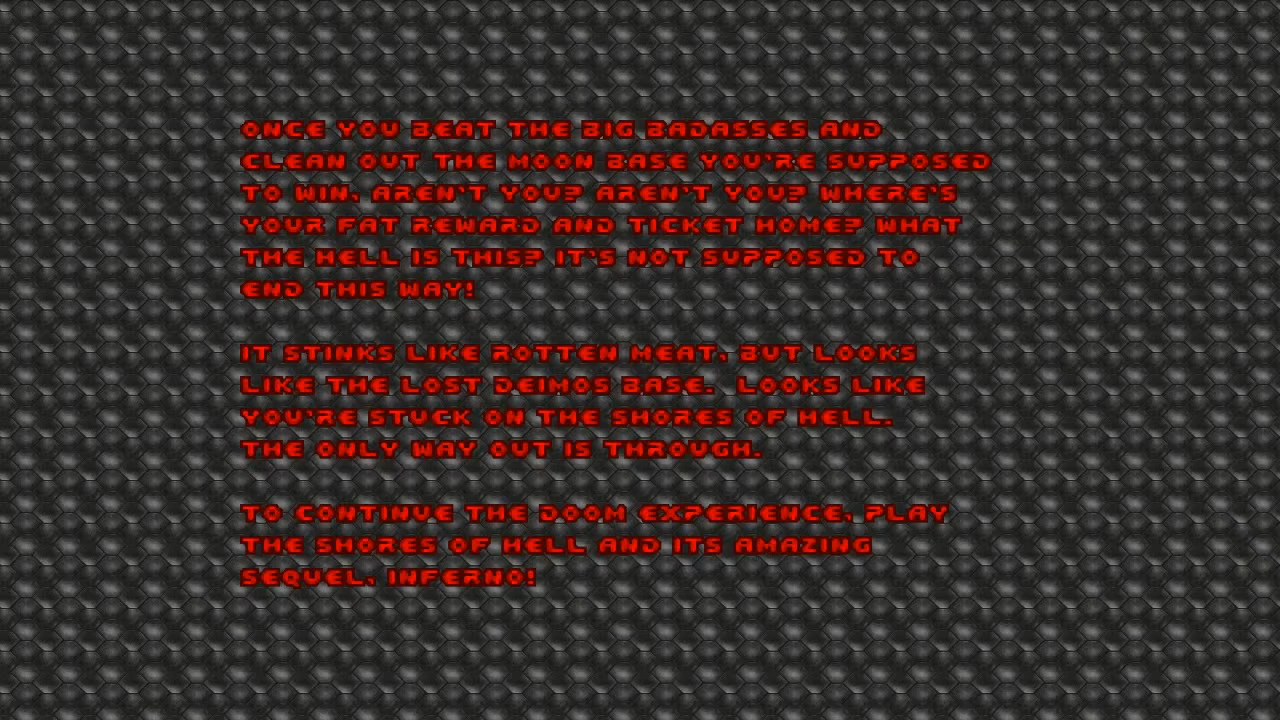 ONCE YOU BEAT THE BIG BADASSES AND
CLEAN OUT THE MOON BASE YOU'RE SUPPOSED
TO WIN, AREN'T YOU? AREN'T YOU? WHERE'S
YOUR FAT REWARD AND TICKET HOME? WHAT
THE HELL IS THIS? IT'S NOT SUPPOSED TO
END THIS WAY!

IT STINKS LIKE ROTTEN MEAT, BUT LOOKS
LIKE THE LOST DEIMOS BASE.  LOOKS LIKE
YOU'RE STUCK ON THE SHORES OF HELL.
THE ONLY WAY OUT IS THROUGH.

TO CONTINUE THE DOOM EXPERIENCE, PLAY
THE SHORES OF HELL AND ITS AMAZING
SEQUEL, INFERNO!